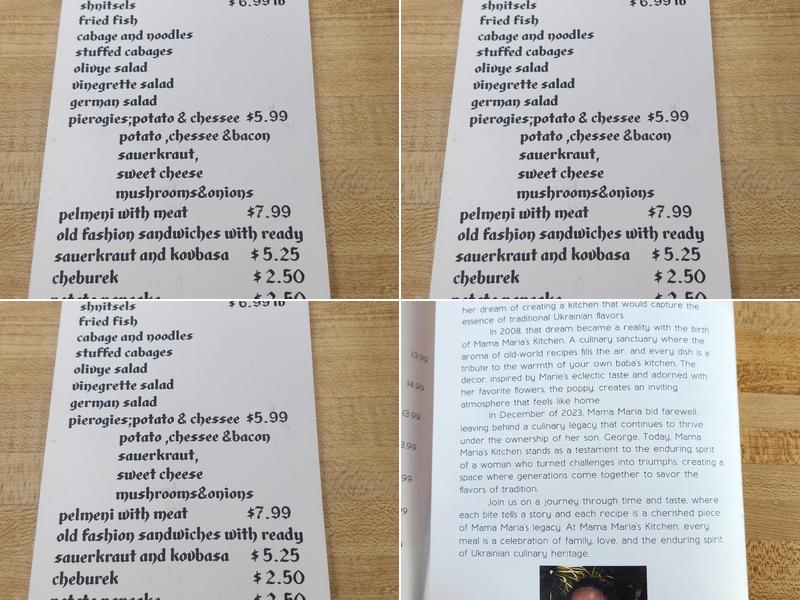 shnitsels $6.99 lb
fried fish
cabage and noodles
stuffed cabages
olivye salad
vinegrette salad
german salad
pierogies;potato & chessee $5.99
potato ,chessee &bacon
sauerkraut,
sweet cheese
mushrooms&onions
pelmeni with meat $7.99
old fashion sandwiches with ready
sauerkraut and kovbasa $5.25
cheburek $2.50
shnitsels $6.99 lb
fried fish
cabage and noodles
stuffed cabages
olivye salad
vinegrette salad
german salad
pierogies;potato & chessee $5.99
potato ,chessee &bacon
sauerkraut,
sweet cheese
mushrooms&onions
pelmeni with meat $7.99
old fashion sandwiches with ready
sauerkraut and kovbasa $5.25
cheburek $2.50
shnitsels $6.99 lb
fried fish
cabage and noodles
stuffed cabages
olivye salad
vinegrette salad
german salad
pierogies;potato & chessee $5.99
potato ,chessee &bacon
sauerkraut,
sweet cheese
mushrooms&onions
pelmeni with meat $7.99
old fashion sandwiches with ready
sauerkraut and kovbasa $5.25
cheburek $2.50
13.99
14.99
13.99
her dream of creating a kitchen that would capture the
essence of traditional Ukrainian flavors.
In 2008, that dream became a reality with the birth
of Mama Maria's Kitchen. A culinary sanctuary where the
aroma of old-world recipes fills the air, and every dish is a
tribute to the warmth of your own baba's kitchen. The
decor, inspired by Marie's eclectic taste and adorned with
her favorite flowers, the poppy, creates an inviting
atmosphere that feels like home.
In December of 2023, Mama Maria bid farewell,
leaving behind a culinary legacy that continues to thrive
under the ownership of her son, George. Today, Mama
Maria's Kitchen stands as a testament to the enduring spirit
of a woman who turned challenges into triumphs, creating a
space where generations come together to savor the
flavors of tradition.
Join us on a journey through time and taste, where
each bite tells a story and each recipe is a cherished piece
of Mama Maria's legacy. At Mama Maria's Kitchen, every
meal is a celebration of family, love, and the enduring spirit
of Ukrainian culinary heritage.